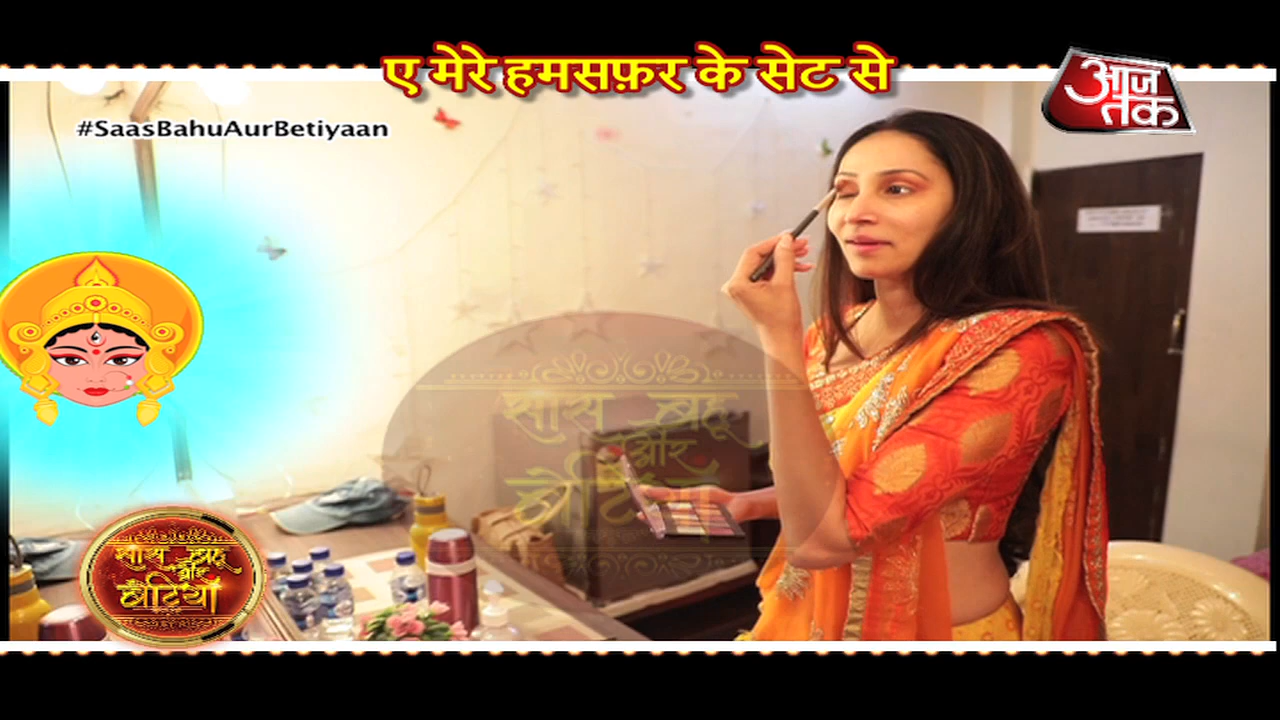 ए मेरे हमसफ़र के सेट से
आज
तक
#SaasBahuAurBetiyaan
सास बहू
और
बेटियां
सास बहू
और
बेटियां